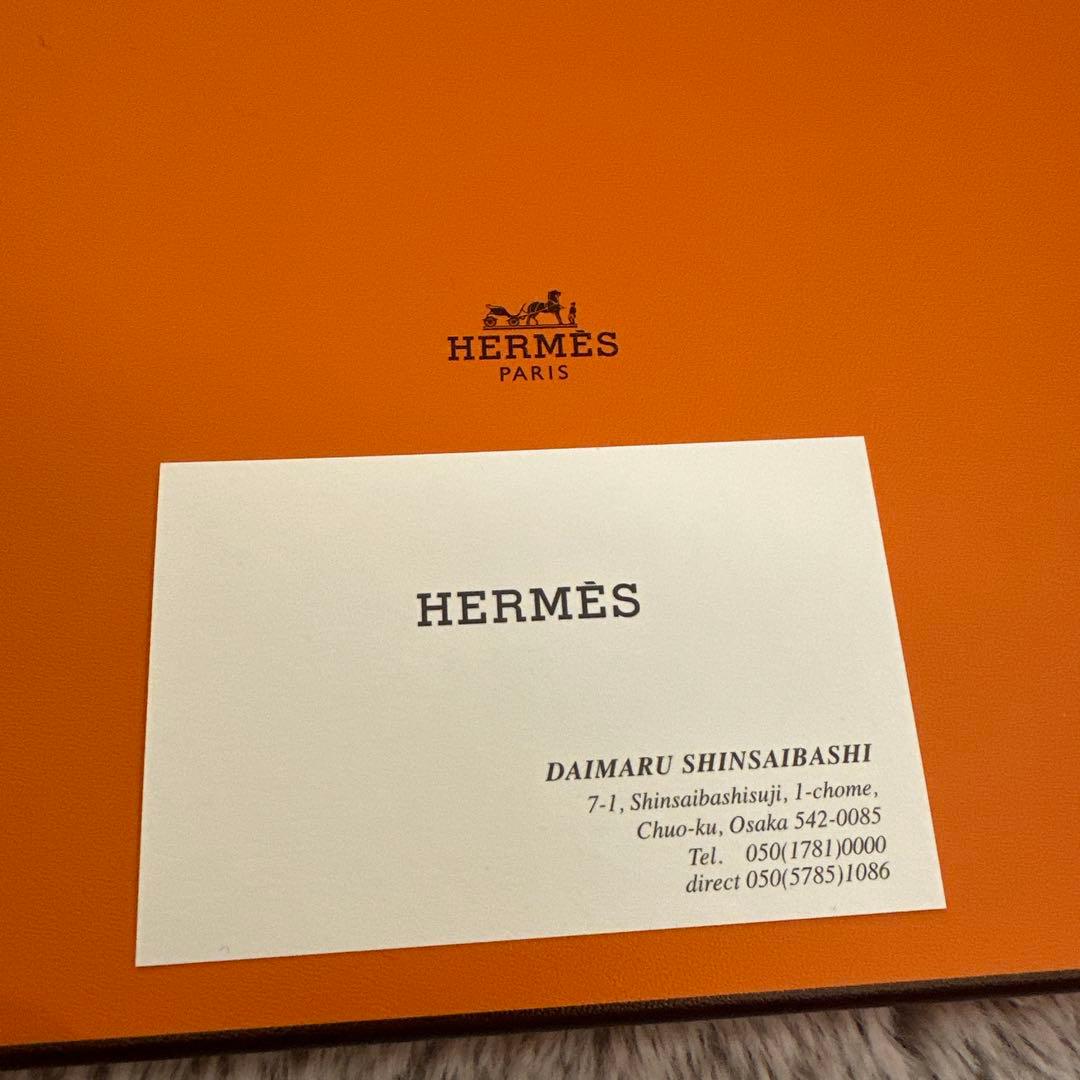 HERMÈS
PARIS
HERMÈS
DAIMARU SHINSAIBASHI
7-1, Shinsaibashisuji, 1-chome,
Chuo-ku, Osaka 542-0085
Tel. 050(1781)0000
direct 050(5785)1086